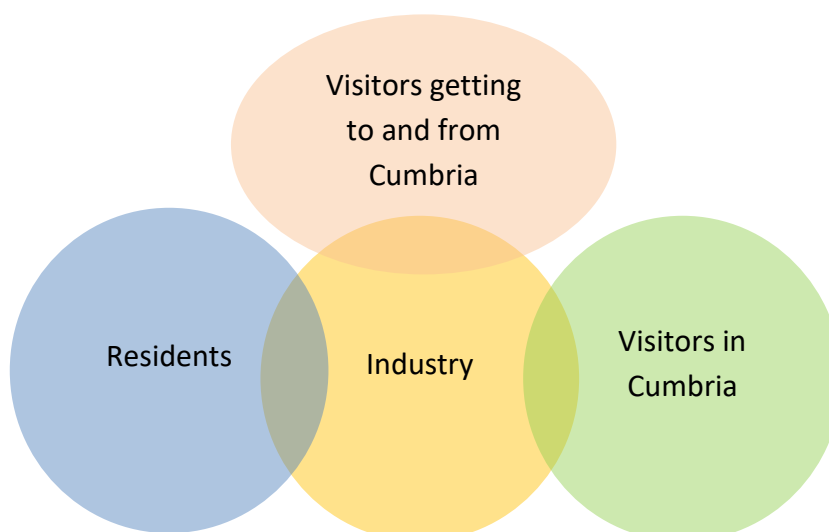 Visitors getting
to and from
Cumbria
Residents
Industry
Visitors in
Cumbria